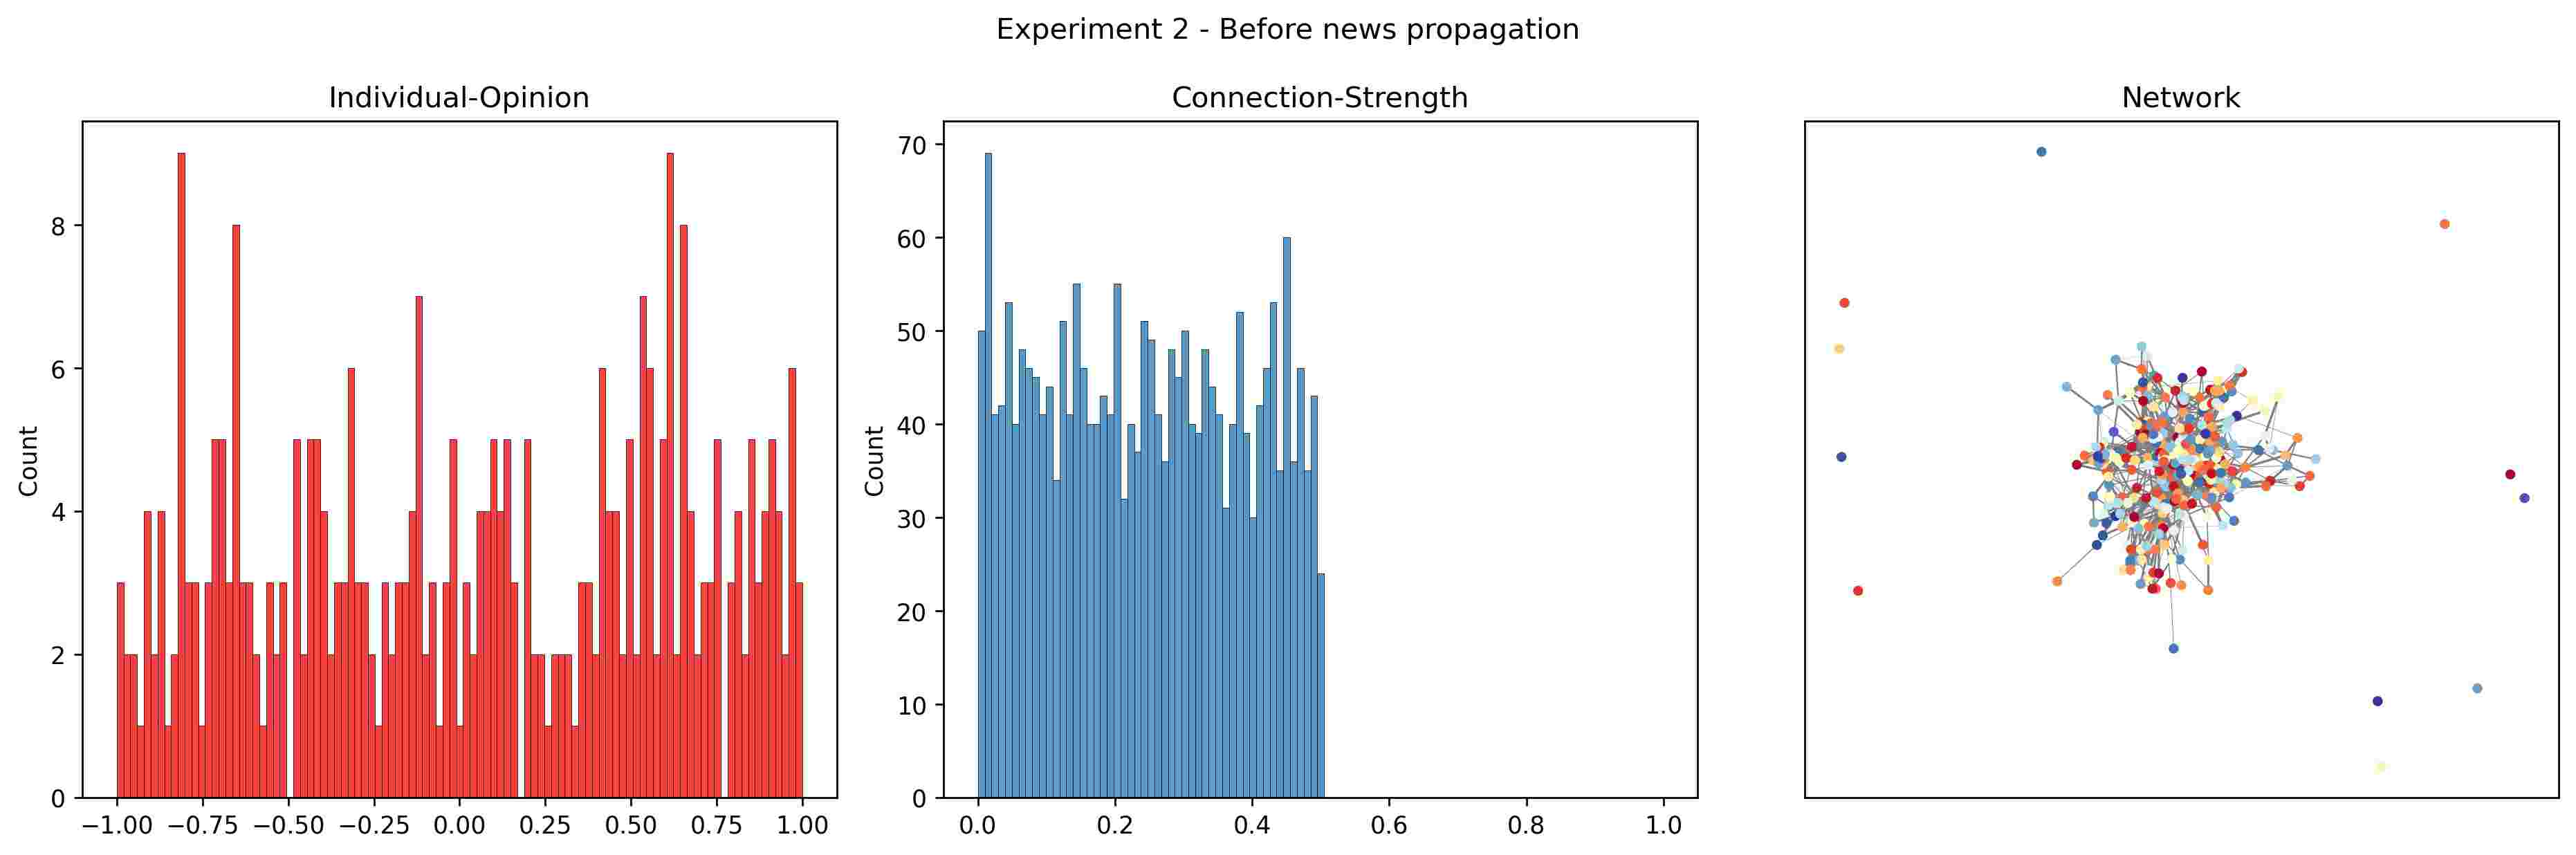 Experiment 2 - Before news propagation
Individual-Opinion
Count
8
6
4
2
0
−1.00 −0.75 −0.50 −0.25 0.00 0.25 0.50 0.75 1.00
Connection-Strength
Count
70
60
50
40
30
20
10
0
0.0 0.2 0.4 0.6 0.8 1.0
Network